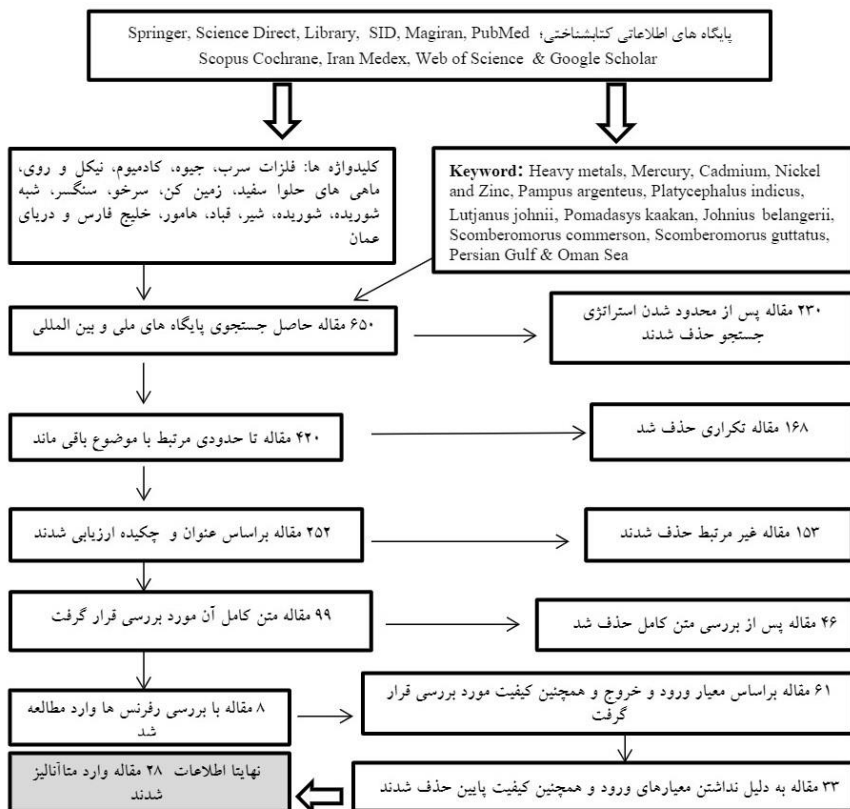 پایگاه های اطلاعاتی کتابشناختی؛ Springer, Science Direct, Library, SID, Magiran, PubMed
Scopus Cochrane, Iran Medex, Web of Science & Google Scholar
کلیدواژه ها: فلزات سرب، جیوه، کادمیوم، نیکل و روی،
ماهی های حلوا سفید، زمین کن، سرخو، سنگسر، شبه
شوریده، شوریده، شیر، قباد، هامور، خلیج فارس و دریای
عمان
Keyword: Heavy metals, Mercury, Cadmium, Nickel
and Zinc, Pampus argenteus, Platycephalus indicus,
Lutjanus johnii, Pomadasys kaakan, Johnius belangerii,
Scomberomorus commerson, Scomberomorus guttatus,
Persian Gulf & Oman Sea
۶۵۰ مقاله حاصل جستجوی پایگاه های ملی و بین المللی
۲۳۰ مقاله پس از محدود شدن استراتژی
جستجو حذف شدند
۴۲۰ مقاله تا حدودی مرتبط با موضوع باقی ماند
۱۶۸ مقاله تکراری حذف شد
۲۵۲ مقاله براساس عنوان و چکیده ارزیابی شدند
۱۵۳ مقاله غیر مرتبط حذف شدند
۹۹ مقاله متن کامل آن مورد بررسی قرار گرفت
۴۶ مقاله پس از بررسی متن کامل حذف شد
۸ مقاله با بررسی رفرنس ها وارد مطالعه
شد
۶۱ مقاله براساس معیار ورود و خروج و همچنین کیفیت مورد بررسی قرار
گرفت
۳۳ مقاله به دلیل نداشتن معیارهای ورود و همچنین کیفیت پایین حذف شدند
نهایتا اطلاعات ۲۸ مقاله وارد متاآنالیز
شدند